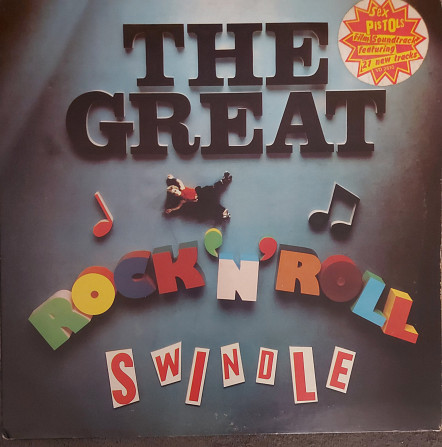 THE
GREAT
ROCK 'N' ROLL
SWINDLE
Sex
PISTOLS
Film Soundtrack
featuring
21 new tracks